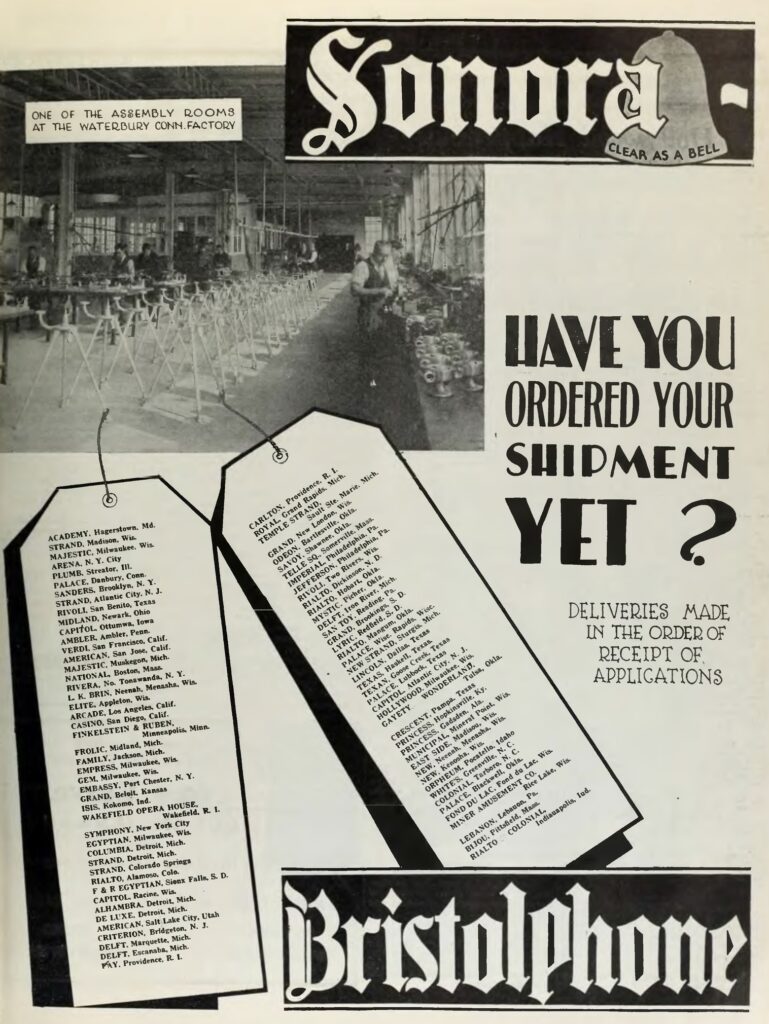 Sonora-
CLEAR AS A BELL
ONE OF THE ASSEMBLY ROOMS
AT THE WATERBURY CONN. FACTORY
HAVE YOU
ORDERED YOUR
SHIPMENT
YET?
DELIVERIES MADE
IN THE ORDER OF
RECEIPT OF
APPLICATIONS
ACADEMY, Hagerstown, Md.
STRAND, Madison, Wis.
MAJESTIC, Milwaukee, Wis.
ARENA, N. Y. City
PLUMB, Streator, Ill.
PALACE, Danbury, Conn.
SANDERS, Brooklyn, N. Y.
STRAND, Atlantic City, N. J.
RIVOLI, San Benito, Texas
MIDLAND, Newark, Ohio
CAPITOL, Ottumwa, Iowa
AMBLER, Ambler, Penn.
VERDI, San Francisco, Calif.
AMERICAN, San Jose, Calif.
MAJESTIC, Muskegon, Mich.
NATIONAL, Boston, Mass.
RIVERA, No. Tonawanda, N. Y.
L. K. BRIN, Neenah, Menasha, Wis.
ELITE, Appleton, Wis.
ARCADE, Los Angeles, Calif.
CASINO, San Diego, Calif.
FINKELSTEIN & RUBEN,
Minneapolis, Minn.
FROLIC, Midland, Mich.
FAMILY, Jackson, Mich.
EMPRESS, Milwaukee, Wis.
GEM, Milwaukee, Wis.
EMBASSY, Port Chester, N. Y.
GRAND, Beloit, Kansas
ISIS, Kokomo, Ind.
WAKEFIELD OPERA HOUSE,
Wakefield, R. I.
SYMPHONY, New York City
EGYPTIAN, Milwaukee, Wis.
COLUMBIA, Detroit, Mich.
STRAND, Detroit, Mich.
STRAND, Colorado Springs
RIALTO, Alamoso, Colo.
F & R EGYPTIAN, Sioux Falls, S. D.
CAPITOL, Racine, Wis.
ALHAMBRA, Detroit, Mich.
DE LUXE, Detroit, Mich.
AMERICAN, Salt Lake City, Utah
CRITERION, Bridgeton, N. J.
DELFT, Marquette, Mich.
DELFT, Escanaba, Mich.
FAY, Providence, R. I.
CARLTON, Providence, R. I.
ROYAL, Grand Rapids, Mich.
TEMPLE STRAND,
Sault Ste. Marie, Mich.
GRAND, New London, Wis.
ODEON, Bartlesville, Okla.
SAVOY, Shawnee, Okla.
TELLE SQ., Somerville, Mass.
IMPERIAL, Philadelphia, Pa.
JEFFERSON, Philadelphia, Pa.
RIVOLI, Two Rivers, Wis.
RIALTO, Dickinson, N. D.
RIALTO, Hobart, Okla.
MYSTIC, Picher, Okla.
DELFT, Iron River, Mich.
SAN TOY, Reading, Pa.
GRAND, Brookings, S. D.
LYRIC, Redfield, S. D.
RIALTO, Mangum, Okla.
PALACE, Wisc. Rapids, Wisc.
NEW STRAND, Sturgis, Mich.
LINCOLN, Dallas, Texas
TEXAS, Haskell, Texas
TEXAN, Goose Creek, Texas
PALACE, Lubbock, Texas
CAPITOL, Atlantic City, N. J.
HOLLYWOOD, Milwaukee, Wis.
GAYETY WONDERLAND,
Tulsa, Okla.
CRESCENT, Pampa, Texas
PRINCESS, Hopkinsville, Ky.
PRINCESS, Gadsden, Ala.
MUNICIPAL, Mineral Point, Wis.
EAST SIDE, Madison, Wis.
NEW, Neenah, Menasha, Wis.
NEW, Kenosha, Wis.
ORPHEUM, Pocatello, Idaho
WHITE'S, Greenville, N. C.
COLONIAL, Tarboro, N. C.
PALACE, Blackwell, Okla.
FOND DU LAC, Fond du Lac, Wis.
MINER AMUSEMENT CO.,
Rice Lake, Wis.
LEBANON, Lebanon, Pa.
BIJOU, Pittsfield, Mass.
RIALTO COLONIAL,
Indianapolis, Ind.
Bristolphone